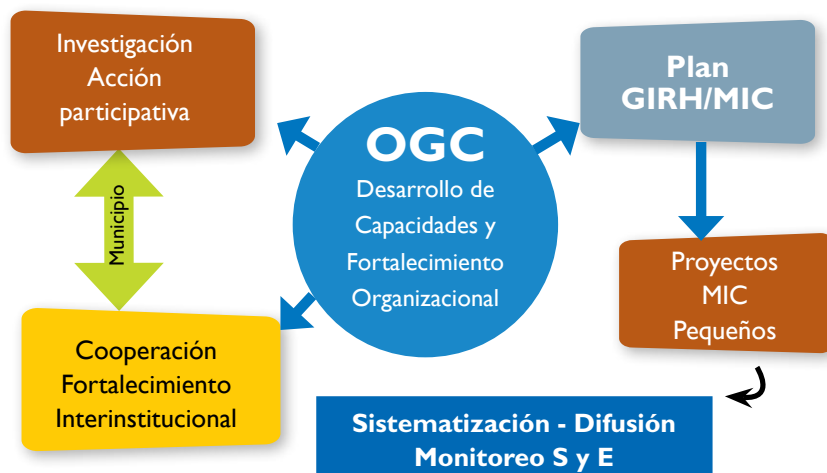 Investigación
Acción
participativa
Plan
GIRH/MIC
OGC
Desarrollo de
Capacidades y
Fortalecimiento
Organizacional
Municipio
Proyectos
MIC
Pequeños
Cooperación
Fortalecimiento
Interinstitucional
Sistematización - Difusión
Monitoreo S y E